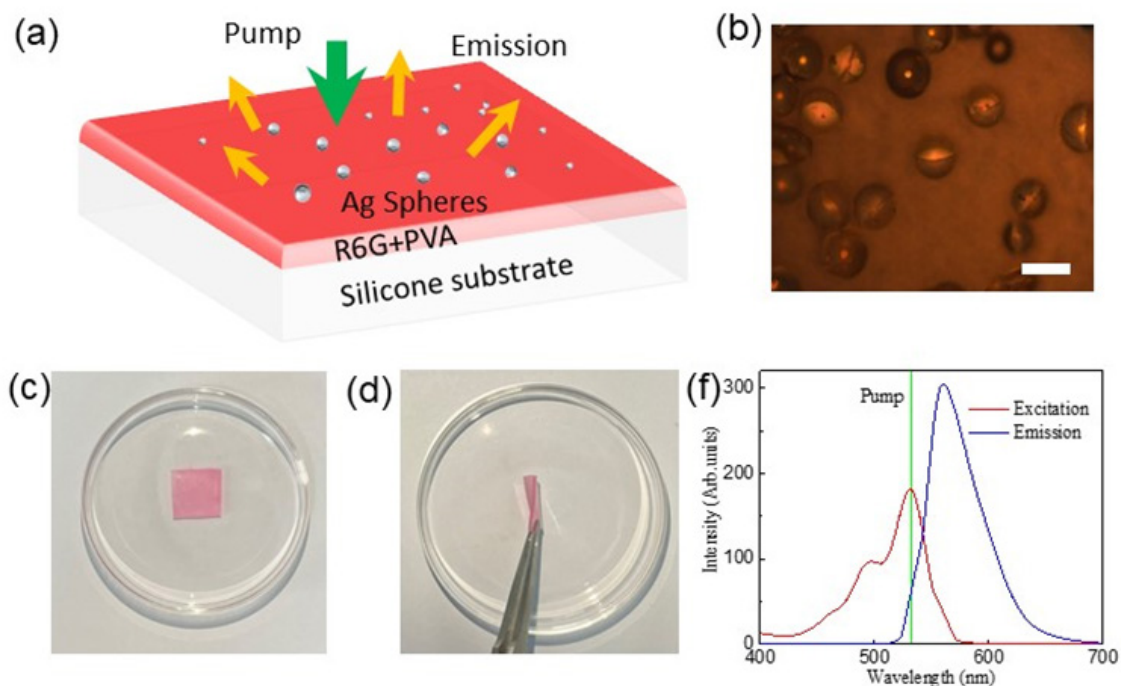 (a)
Pump
Emission
Ag Spheres
R6G+PVA
Silicone substrate
(b)
(c)
(d)
(f)
300
200
100
0
Intensity (Arb.units)
Pump
Excitation
Emission
400
500
600
700
Wavelength (nm)